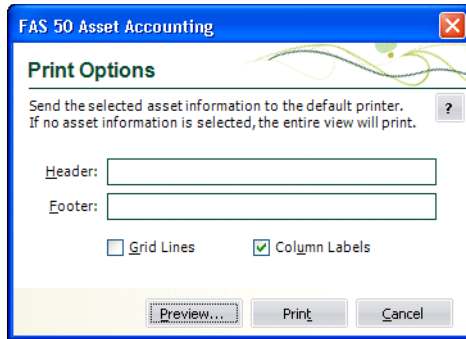 FAS 50 Asset Accounting
Print Options
Send the selected asset information to the default printer.
If no asset information is selected, the entire view will print.
?
Header:
Footer:
Grid Lines
Column Labels
Preview... Print Cancel